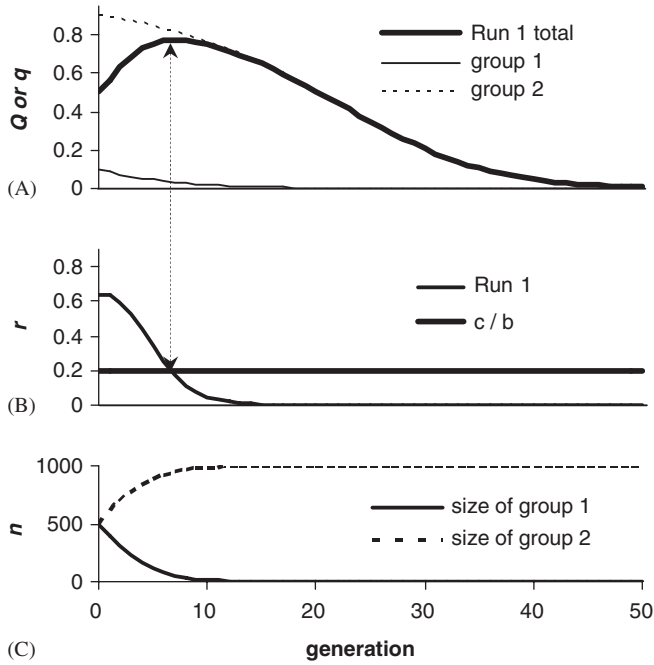 0.8
0.6
0.4
0.2
0
Q or q
(A)
Run 1 total
group 1
group 2
0.8
0.6
0.4
0.2
0
r
(B)
Run 1
c / b
1000
500
0
n
size of group 1
size of group 2
0 10 20 30 40 50
(C)
generation